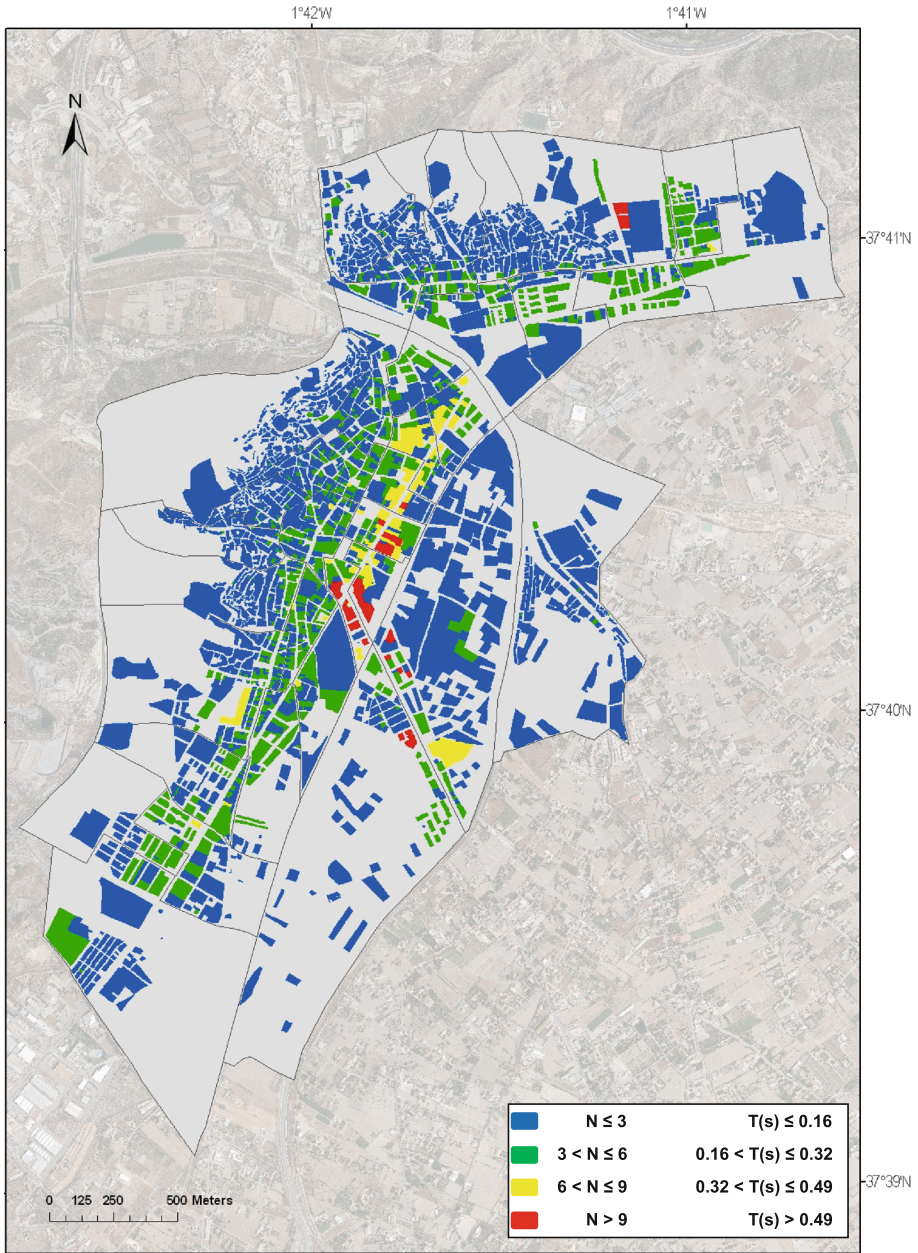 1°42'W 1°41'W
N
37°41'N
37°40'N
N ≤ 3 T(s) ≤ 0.16
3 < N ≤ 6 0.16 < T(s) ≤ 0.32
6 < N ≤ 9 0.32 < T(s) ≤ 0.49
N > 9 T(s) > 0.49
37°39'N
0 125 250 500 Meters